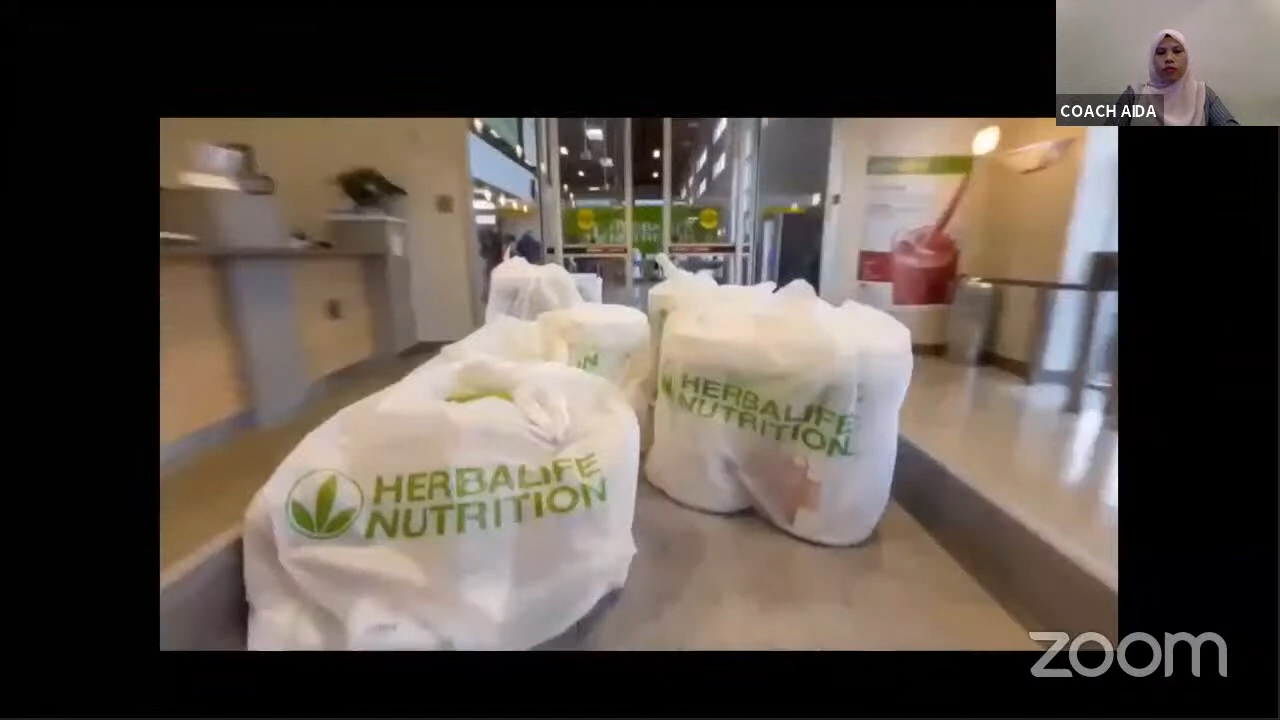 COACH AIDA
HERBALIFE
NUTRITION
HERBALIFE
NUTRITION
zoom